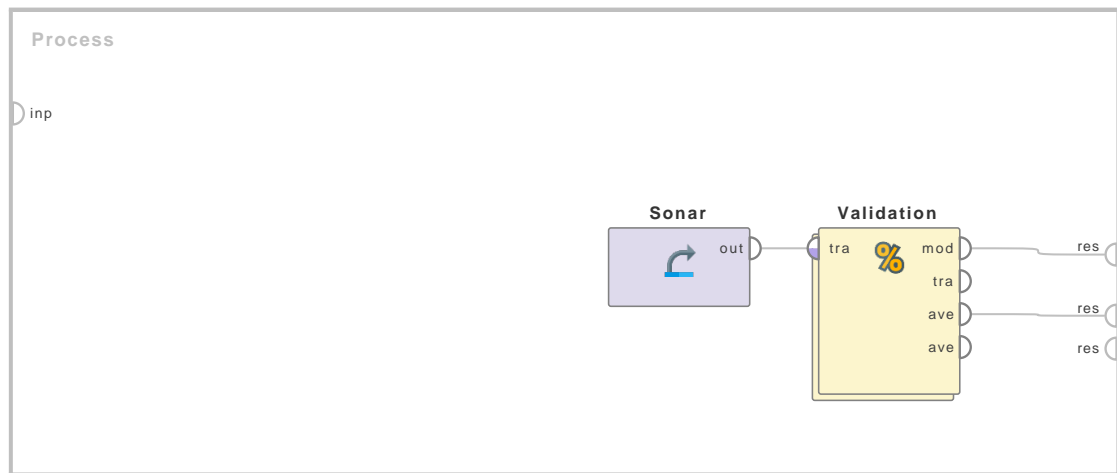 Process
inp
Sonar
Validation
out
tra
%
mod
res
tra
ave
res
ave
res